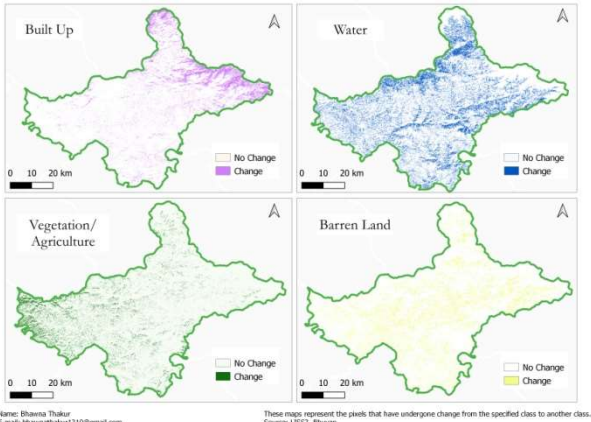 Built Up
No Change
Change
0 10 20 km
Water
No Change
Change
0 10 20 km
Vegetation/
Agriculture
No Change
Change
0 10 20 km
Barren Land
No Change
Change
0 10 20 km
Name: Bhawna Thakur
These maps represent the pixels that have undergone change from the specified class to another class.